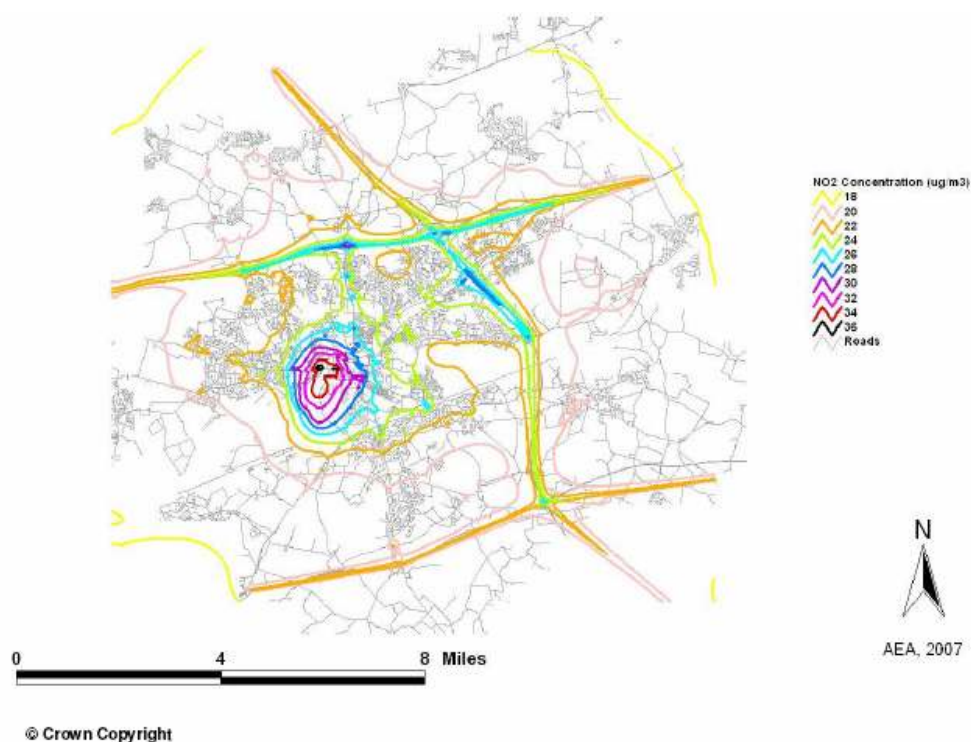 NO2 Concentration (ug/m3)
18
20
22
24
26
28
30
32
34
36
Roads
N
AEA, 2007
0 4 8 Miles
© Crown Copyright